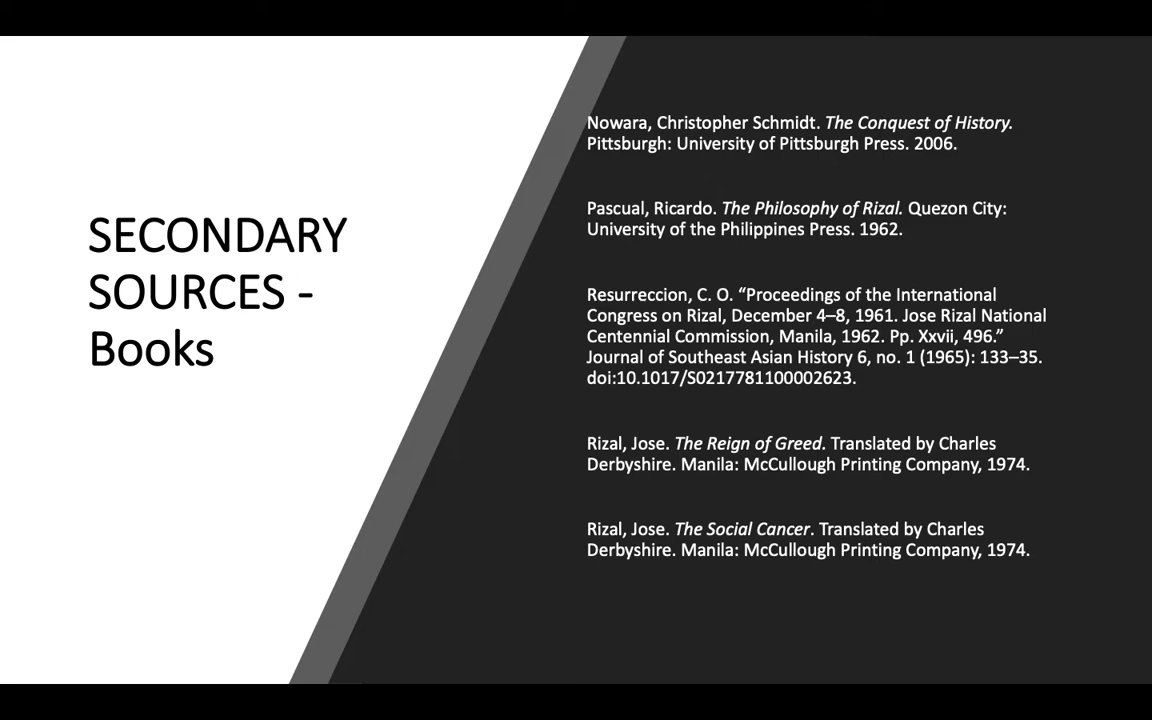 SECONDARY
SOURCES -
Books
Nowara, Christopher Schmidt. The Conquest of History.
Pittsburgh: University of Pittsburgh Press. 2006.
Pascual, Ricardo. The Philosophy of Rizal. Quezon City:
University of the Philippines Press. 1962.
Resurreccion, C. O. “Proceedings of the International
Congress on Rizal, December 4–8, 1961. Jose Rizal National
Centennial Commission, Manila, 1962. Pp. Xxvii, 496.”
Journal of Southeast Asian History 6, no. 1 (1965): 133–35.
doi:10.1017/S0217781100002623.
Rizal, Jose. The Reign of Greed. Translated by Charles
Derbyshire. Manila: McCullough Printing Company, 1974.
Rizal, Jose. The Social Cancer. Translated by Charles
Derbyshire. Manila: McCullough Printing Company, 1974.